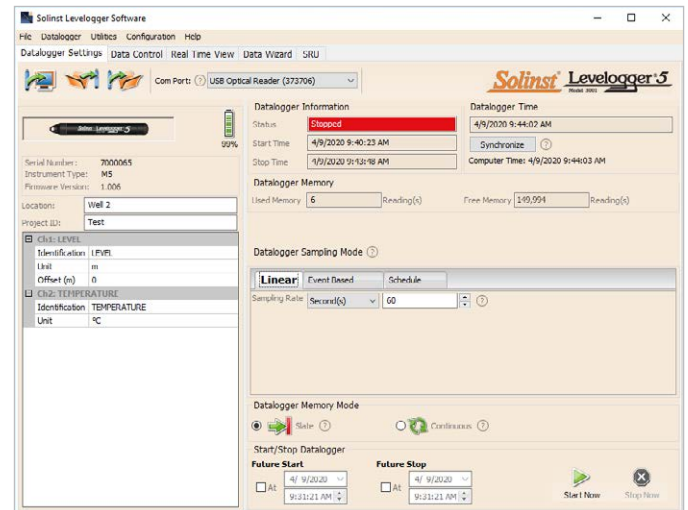 Solinst Levelogger Software
File Datalogger Utilities Configuration Help
Datalogger Settings Data Control Real Time View Data Wizard SRU
Com Port: ? USB Optical Reader (373706)
Solinst Levelogger 5
Model 3001
Solinst Levelogger 5
99%
Serial Number: 7000065
Instrument Type: M5
Firmware Version: 1.006
Location: Well 2
Project ID: Test
Ch1: LEVEL
Identification LEVEL
Unit m
Offset (m) 0
Ch2: TEMPERATURE
Identification TEMPERATURE
Unit ºC
Datalogger Information
Status Stopped
Start Time 4/9/2020 9:40:23 AM
Stop Time 4/9/2020 9:43:48 AM
Datalogger Time
4/9/2020 9:44:02 AM
Synchronize ?
Computer Time: 4/9/2020 9:44:03 AM
Datalogger Memory
Used Memory 6 Reading(s) Free Memory 149,994 Reading(s)
Datalogger Sampling Mode ?
Linear Event Based Schedule
Sampling Rate Second(s) 60 ?
Datalogger Memory Mode
Slate ? Continuous ?
Start/Stop Datalogger
Future Start Future Stop
At 4/ 9/2020 At 4/ 9/2020
9:31:21 AM 9:31:21 AM
Start Now Stop Now